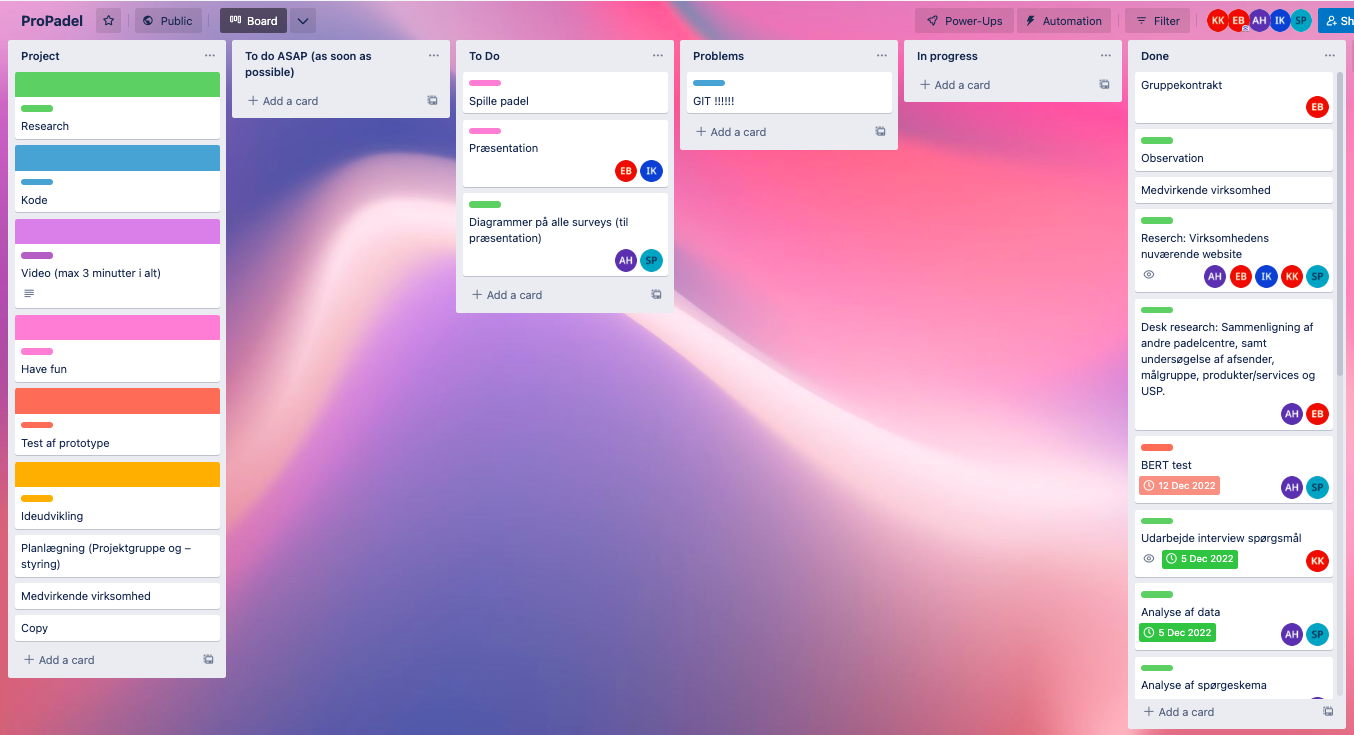 ProPadel
Public
Board
Power-Ups
Automation
Filter
KK EB AH IK SP
Sh
Project
Research
Kode
Video (max 3 minutter i alt)
Have fun
Test af prototype
Ideudvikling
Planlægning (Projektgruppe og –
styring)
Medvirkende virksomhed
Copy
+ Add a card
To do ASAP (as soon as
possible)
+ Add a card
To Do
Spille padel
Præsentation
EB IK
Diagrammer på alle surveys (til
præsentation)
AH SP
+ Add a card
Problems
GIT !!!!!!
+ Add a card
In progress
+ Add a card
Done
Gruppekontrakt
EB
Observation
Medvirkende virksomhed
Reserch: Virksomhedens
nuværende website
AH EB IK KK SP
Desk research: Sammenligning af
andre padelcentre, samt
undersøgelse af afsender,
målgruppe, produkter/services og
USP.
AH EB
BERT test
12 Dec 2022
AH SP
Udarbejde interview spørgsmål
5 Dec 2022
KK
Analyse af data
5 Dec 2022
AH SP
Analyse af spørgeskema
+ Add a card